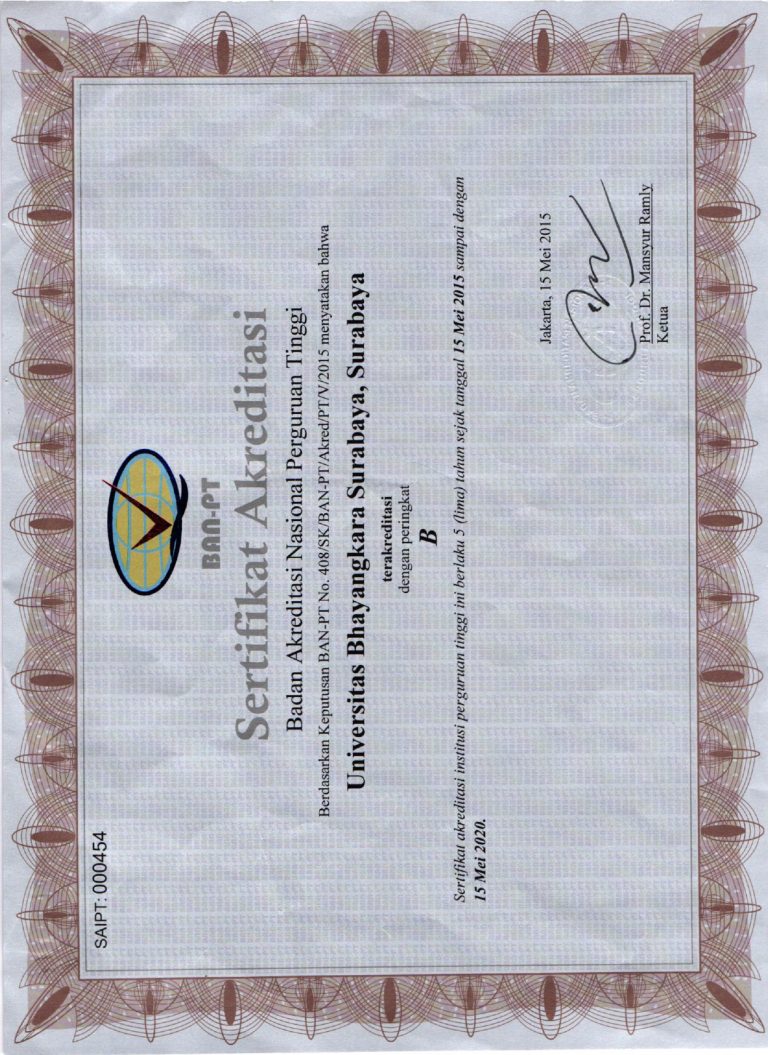 SAIPT: 000454
BAN-PT
Sertifikat Akreditasi
Badan Akreditasi Nasional Perguruan Tinggi
Berdasarkan Keputusan BAN-PT No. 408/SK/BAN-PT/Akred/PT/V/2015 menyatakan bahwa
Universitas Bhayangkara Surabaya, Surabaya
terakreditasi
dengan peringkat
B
Sertifikat akreditasi institusi perguruan tinggi ini berlaku 5 (lima) tahun sejak tanggal 15 Mei 2015 sampai dengan
15 Mei 2020.
Jakarta, 15 Mei 2015
Prof. Dr. Mansyur Ramly
Ketua